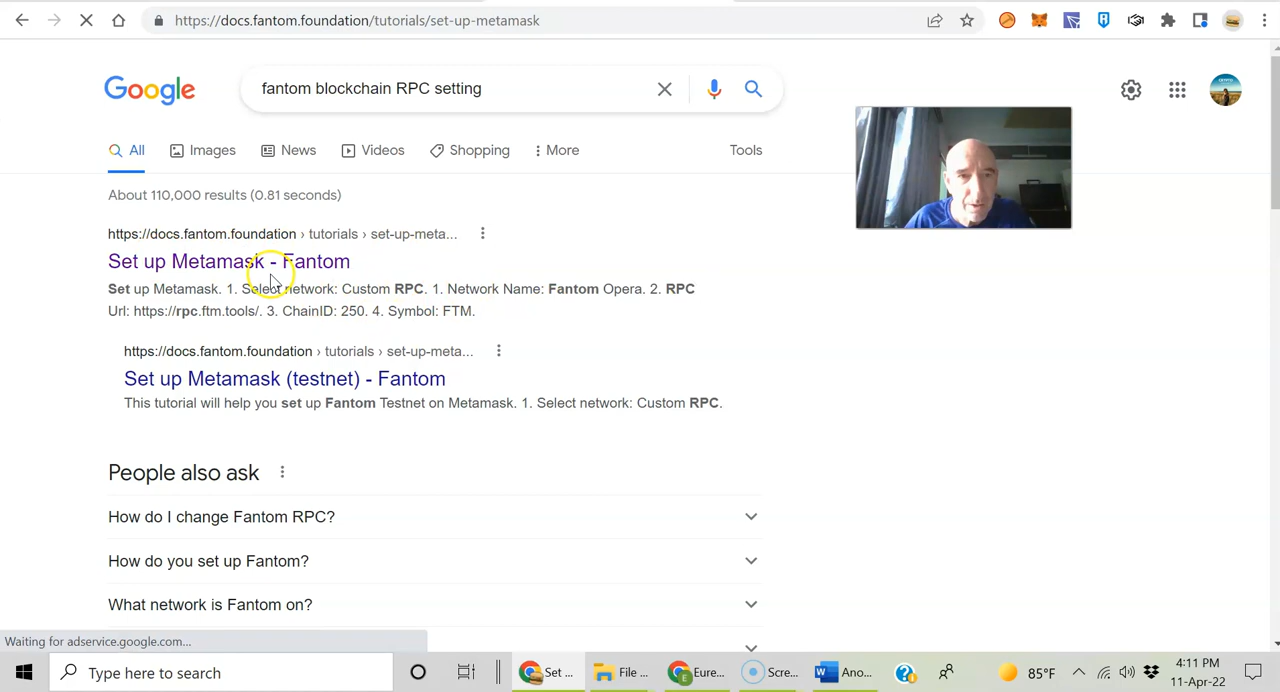 https://docs.fantom.foundation/tutorials/set-up-metamask
Google
fantom blockchain RPC setting
All
Images
News
Videos
Shopping
More
Tools
About 110,000 results (0.81 seconds)
https://docs.fantom.foundation › tutorials › set-up-meta...
Set up Metamask - Fantom
Set up Metamask. 1. Select network: Custom RPC. 1. Network Name: Fantom Opera. 2. RPC
Url: https://rpc.ftm.tools/. 3. ChainID: 250. 4. Symbol: FTM.
https://docs.fantom.foundation › tutorials › set-up-meta...
Set up Metamask (testnet) - Fantom
This tutorial will help you set up Fantom Testnet on Metamask. 1. Select network: Custom RPC.
People also ask
How do I change Fantom RPC?
How do you set up Fantom?
What network is Fantom on?
Waiting for adservice.google.com...
Type here to search
Set ...
File ...
Eure...
Scre...
Ano...
85°F
4:11 PM
11-Apr-22